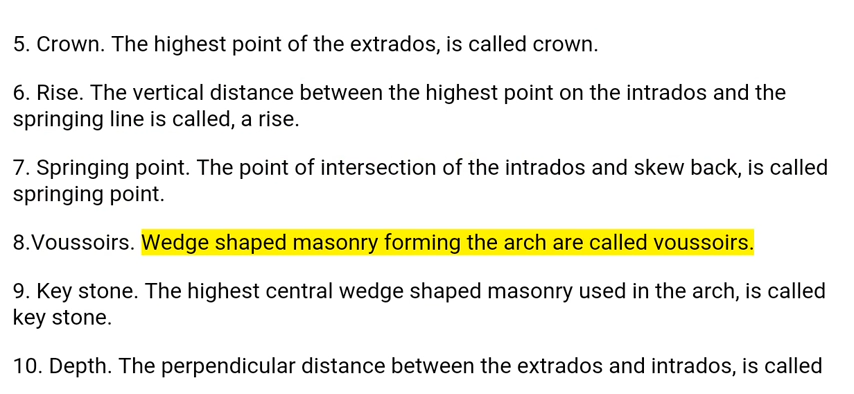 5. Crown. The highest point of the extrados, is called crown.
6. Rise. The vertical distance between the highest point on the intrados and the
springing line is called, a rise.
7. Springing point. The point of intersection of the intrados and skew back, is called
springing point.
8.Voussoirs. Wedge shaped masonry forming the arch are called voussoirs.
9. Key stone. The highest central wedge shaped masonry used in the arch, is called
key stone.
10. Depth. The perpendicular distance between the extrados and intrados, is called